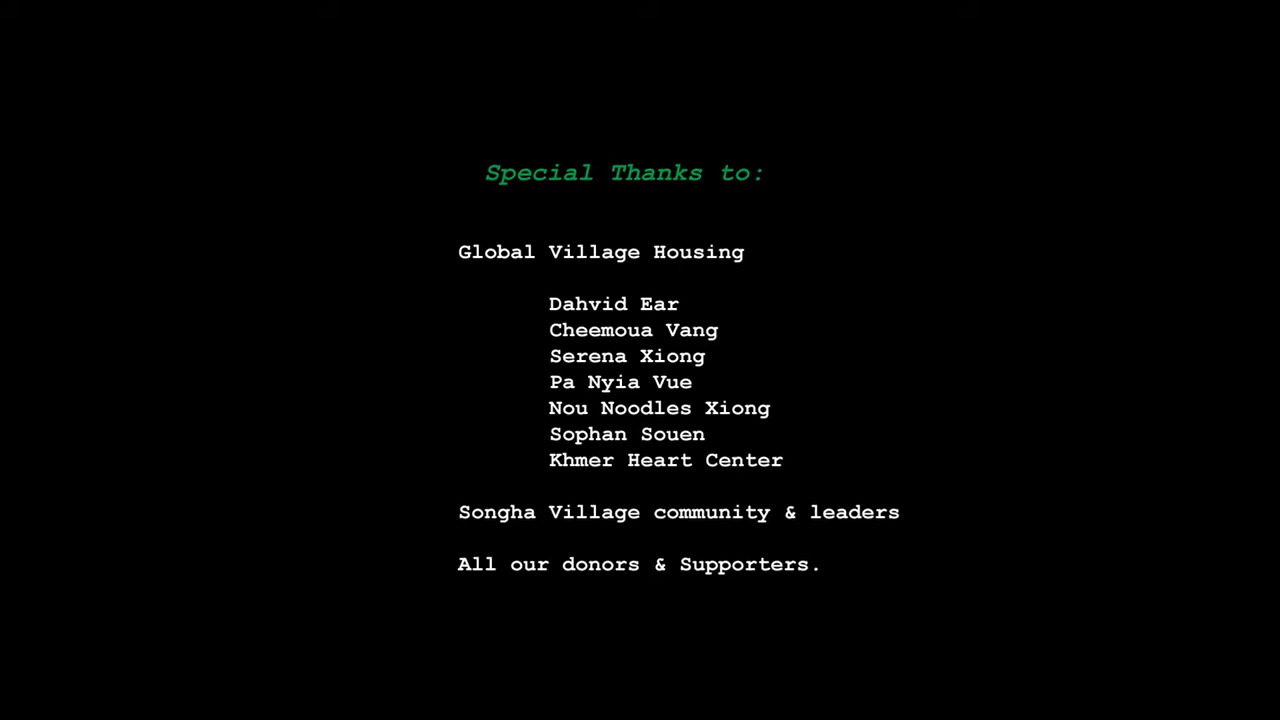 Special Thanks to:
Global Village Housing
Dahvid Ear
Cheemoua Vang
Serena Xiong
Pa Nyia Vue
Nou Noodles Xiong
Sophan Souen
Khmer Heart Center
Songha Village community & leaders
All our donors & Supporters.